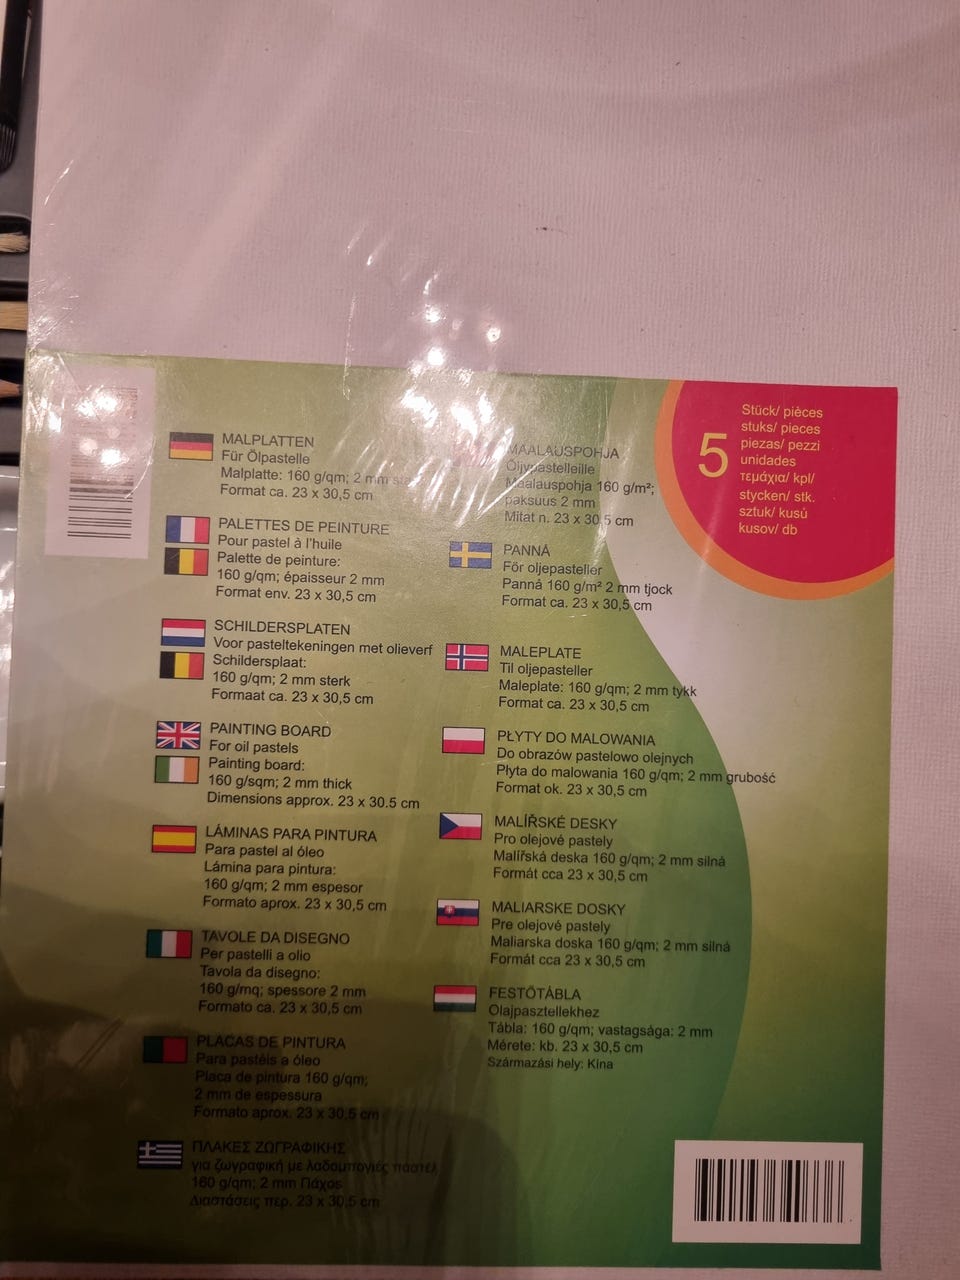 MALPLATTEN
Für Ölpastelle
Malplatte: 160 g/qm; 2 mm
Format ca. 23 x 30,5 cm
PALETTES DE PEINTURE
Pour pastel à l'huile
Palette de peinture:
160 g/qm; épaisseur 2 mm
Format env. 23 x 30,5 cm
SCHILDERSPLATEN
Voor pasteltekeningen met olieverf
Schildersplaat:
160 g/qm; 2 mm sterk
Formaat ca. 23 x 30,5 cm
PAINTING BOARD
For oil pastels
Painting board:
160 g/sqm; 2 mm thick
Dimensions approx. 23 x 30.5 cm
LÁMINAS PARA PINTURA
Para pastel al óleo
Lámina para pintura:
160 g/qm; 2 mm espesor
Formato aprox. 23 x 30,5 cm
TAVOLE DA DISEGNO
Per pastelli a olio
Tavola da disegno:
160 g/mq; spessore 2 mm
Formato ca. 23 x 30,5 cm
PLACAS DE PINTURA
Para pastéis a óleo
Placa de pintura 160 g/qm;
2 mm de espessura
Formato aprox. 23 x 30,5 cm
ΠΛΑΚΕΣ ΖΩΓΡΑΦΙΚΗΣ
για ζωγραφική με λαδομπογιές παστέλ
160 g/qm; 2 mm Πάχος
Διαστάσεις περ. 23 x 30,5 cm
MAALAUSPOHJA
Öljypastelleille
Maalauspohja 160 g/m²;
paksuus 2 mm
Mitat n. 23 x 30,5 cm
PANNÅ
För oljepasteller
Pannå 160 g/m² 2 mm tjock
Format ca. 23 x 30,5 cm
MALEPLATE
Til oljepasteller
Maleplate: 160 g/qm; 2 mm tykk
Format ca. 23 x 30,5 cm
PŁYTY DO MALOWANIA
Do obrazów pastelowo olejnych
Płyta do malowania 160 g/qm; 2 mm grubość
Format ok. 23 x 30,5 cm
MALÍŘSKÉ DESKY
Pro olejové pastely
Malířská deska 160 g/qm; 2 mm silná
Formát cca 23 x 30,5 cm
MALIARSKE DOSKY
Pre olejové pastely
Maliarska doska 160 g/qm; 2 mm silná
Formát cca 23 x 30,5 cm
FESTŐTÁBLA
Olajpasztellekhez
Tábla: 160 g/qm; vastagsága: 2 mm
Mérete: kb. 23 x 30,5 cm
Származási hely: Kína
5
Stück/ pièces
stuks/ pieces
piezas/ pezzi
unidades
τεμάχια/ kpl/
stycken/ stk.
sztuk/ kusů
kusov/ db